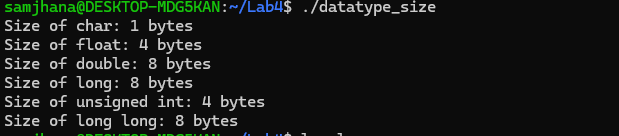 samjhana@DESKTOP-MDG5KAN:~/Lab4$ ./datatype_size
Size of char: 1 bytes
Size of float: 4 bytes
Size of double: 8 bytes
Size of long: 8 bytes
Size of unsigned int: 4 bytes
Size of long long: 8 bytes